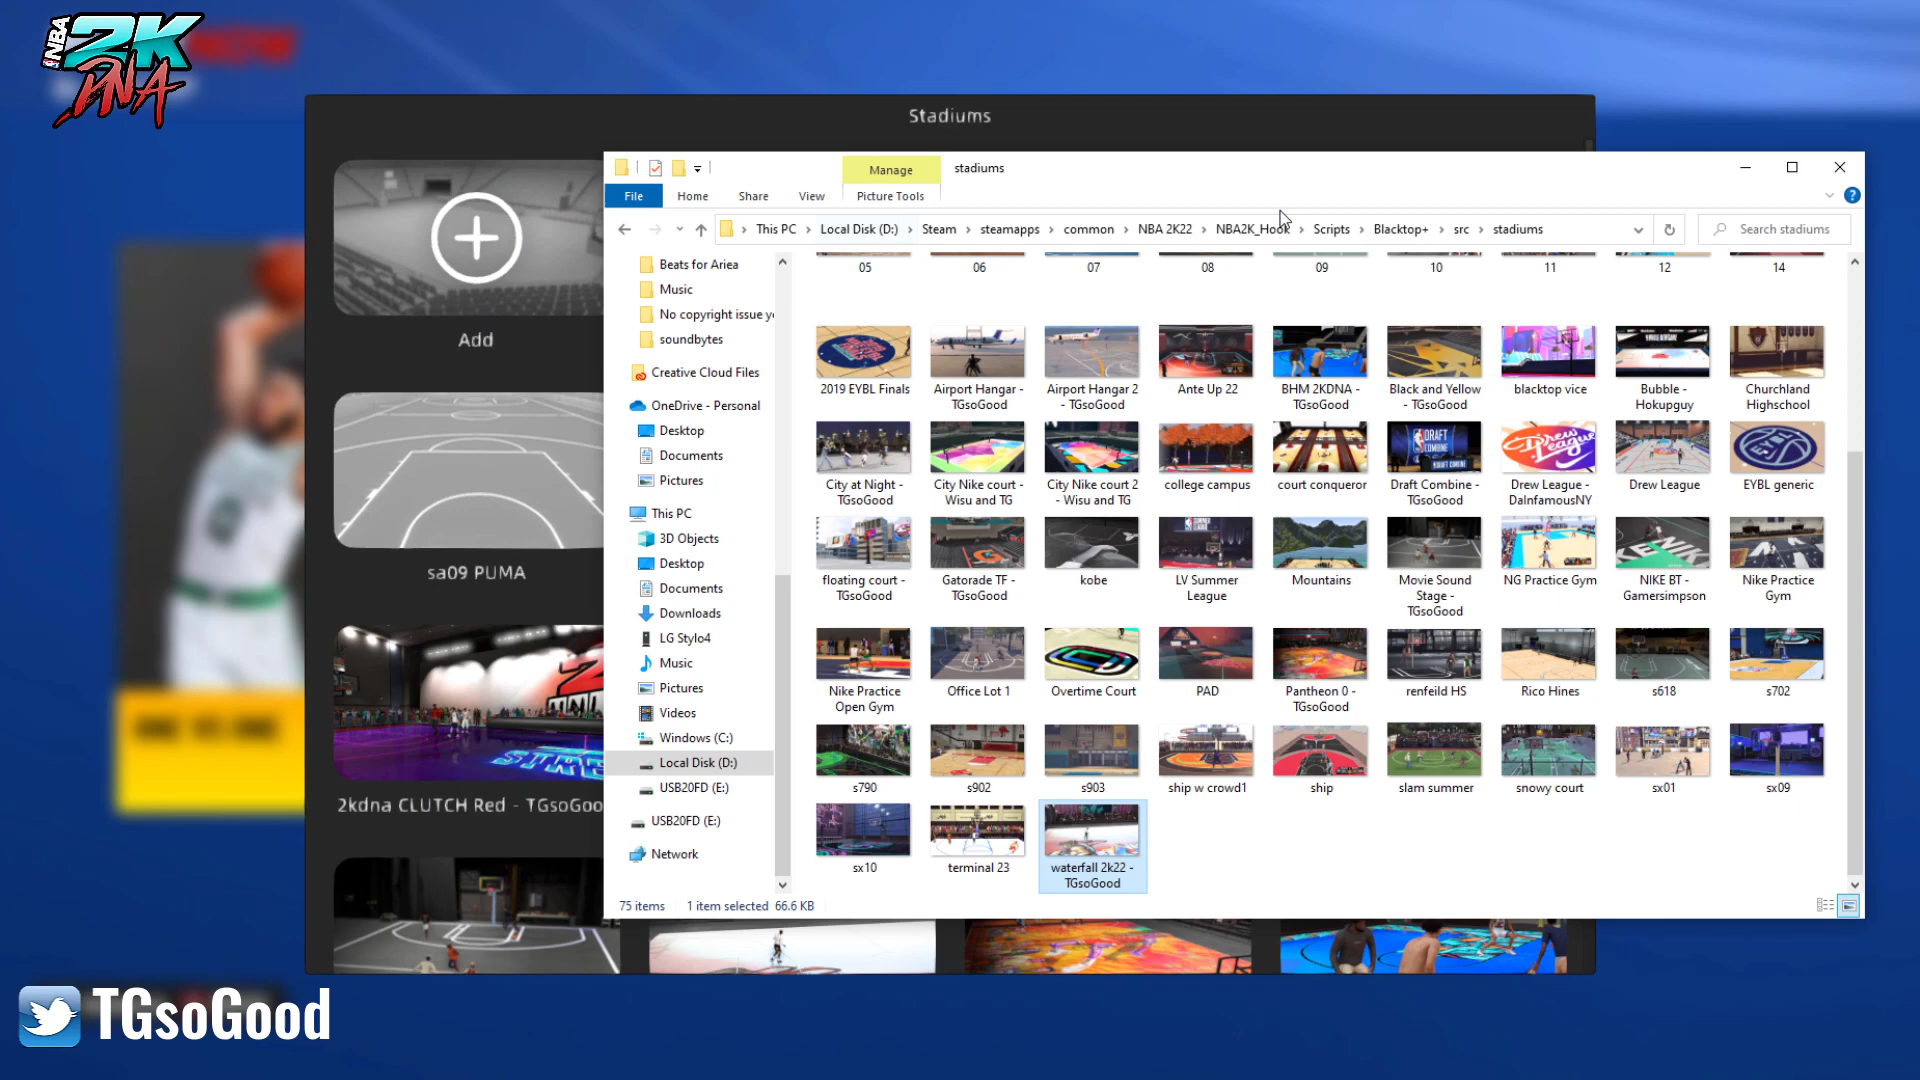 NBA 2K DNA
Stadiums
Add
sa09 PUMA
2kdna CLUTCH Red - TGsoGoo
Manage
stadiums
File
Home
Share
View
Picture Tools
This PC
Local Disk (D:)
Steam
steamapps
common
NBA 2K22
NBA2K_Hook
Scripts
Blacktop+
src
stadiums
Search stadiums
Beats for Ariea
Music
No copyright issue y
soundbytes
Creative Cloud Files
OneDrive - Personal
Desktop
Documents
Pictures
This PC
3D Objects
Desktop
Documents
Downloads
LG Stylo4
Music
Pictures
Videos
Windows (C:)
Local Disk (D:)
USB20FD (E:)
USB20FD (E:)
Network
05
06
07
08
09
10
11
12
14
2019 EYBL Finals
Airport Hangar -
TGsoGood
Airport Hangar 2
- TGsoGood
Ante Up 22
BHM 2KDNA -
TGsoGood
Black and Yellow
- TGsoGood
blacktop vice
Bubble -
Hokupguy
Churchland
Highschool
City at Night -
TGsoGood
City Nike court -
Wisu and TG
City Nike court 2
- Wisu and TG
college campus
court conqueror
Draft Combine -
TGsoGood
Drew League -
DaInfamousNY
Drew League
EYBL generic
floating court -
TGsoGood
Gatorade TF -
TGsoGood
kobe
LV Summer
League
Mountains
Movie Sound
Stage -
TGsoGood
NG Practice Gym
NIKE BT -
Gamersimpson
Nike Practice
Gym
Nike Practice
Open Gym
Office Lot 1
Overtime Court
PAD
Pantheon 0 -
TGsoGood
renfeild HS
Rico Hines
s618
s702
s790
s902
s903
ship w crowd1
ship
slam summer
snowy court
sx01
sx09
sx10
terminal 23
waterfall 2k22 -
TGsoGood
75 items
1 item selected 66.6 KB
TGsoGood